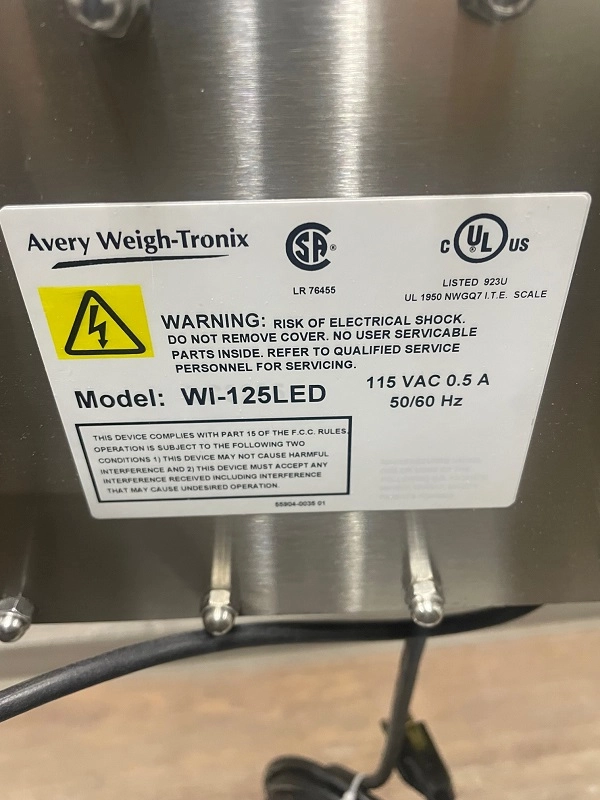 Avery Weigh-Tronix
SA®
LR 76455
C UL US
LISTED 923U
UL 1950 NWGQ7 I.T.E. SCALE
WARNING: RISK OF ELECTRICAL SHOCK.
DO NOT REMOVE COVER. NO USER SERVICABLE
PARTS INSIDE. REFER TO QUALIFIED SERVICE
PERSONNEL FOR SERVICING.
Model: WI-125LED
115 VAC 0.5 A
50/60 Hz
THIS DEVICE COMPLIES WITH PART 15 OF THE F.C.C. RULES.
OPERATION IS SUBJECT TO THE FOLLOWING TWO
CONDITIONS 1) THIS DEVICE MAY NOT CAUSE HARMFUL
INTERFERENCE AND 2) THIS DEVICE MUST ACCEPT ANY
INTERFERENCE RECEIVED INCLUDING INTERFERENCE
THAT MAY CAUSE UNDESIRED OPERATION.
55904-0035 01